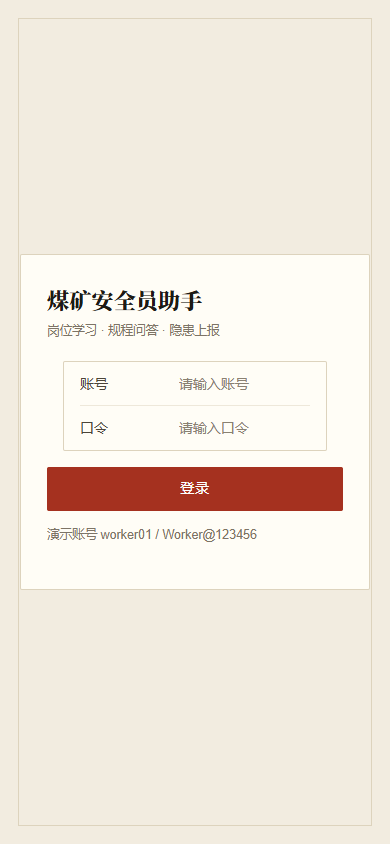 煤矿安全员助手
岗位学习 · 规程问答 · 隐患上报
账号 请输入账号
口令 请输入口令
登录
演示账号 worker01 / Worker@123456